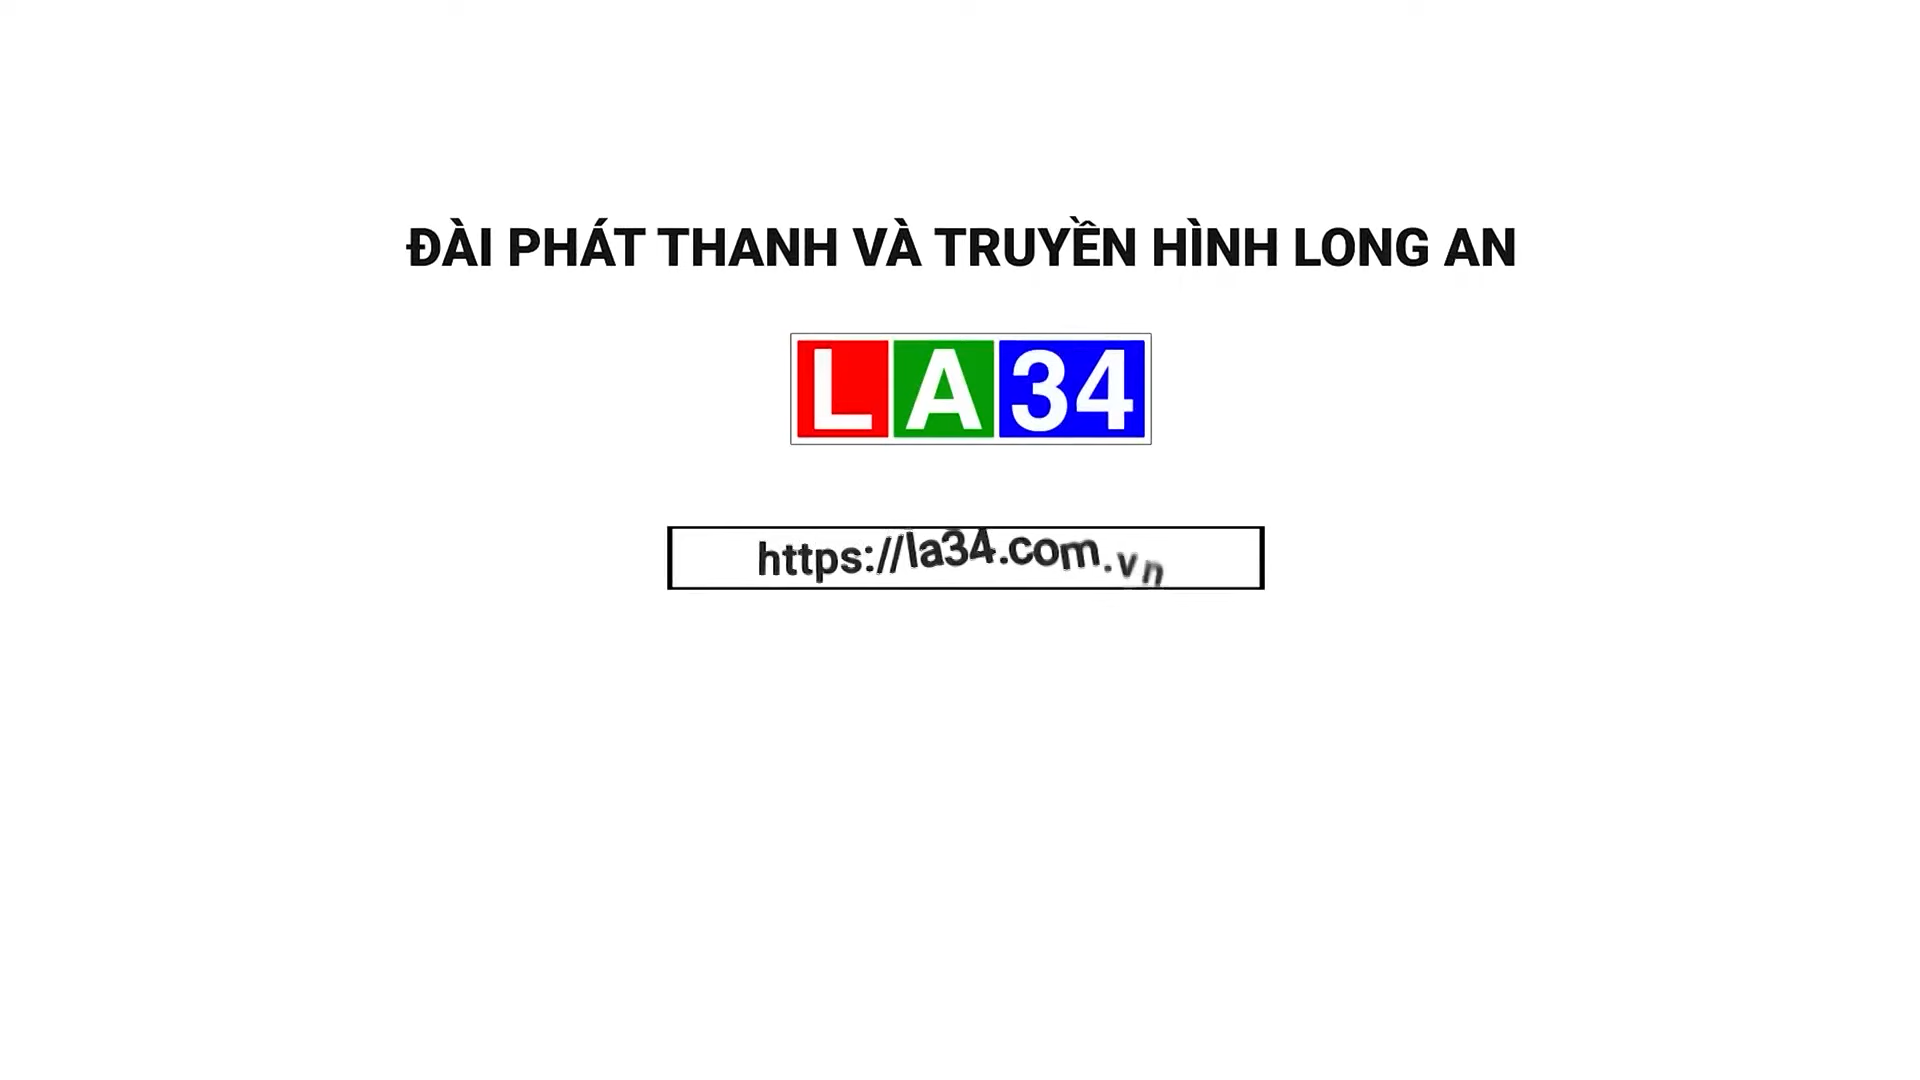 ĐÀI PHÁT THANH VÀ TRUYỀN HÌNH LONG AN
LA34
https://la34.com.vn